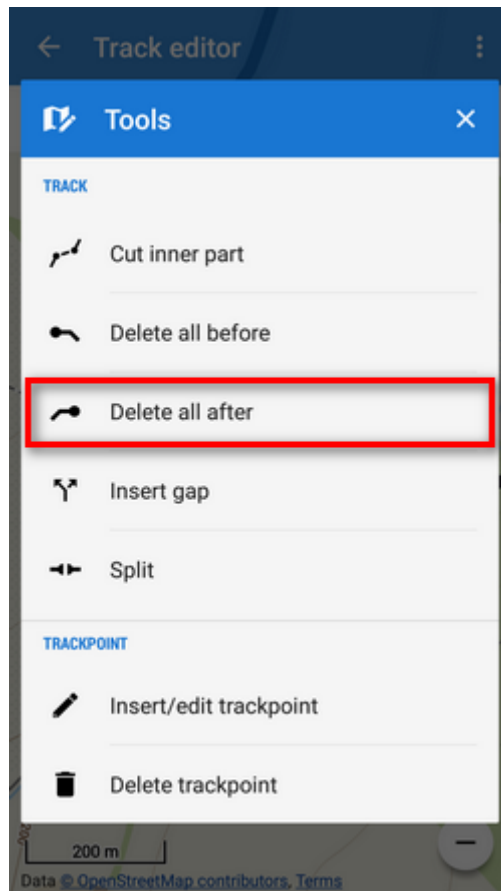 Track editor
Tools
TRACK
Cut inner part
Delete all before
Delete all after
Insert gap
Split
TRACKPOINT
Insert/edit trackpoint
Delete trackpoint
200
200 m
Data © OpenStreetMap contributors, Terms